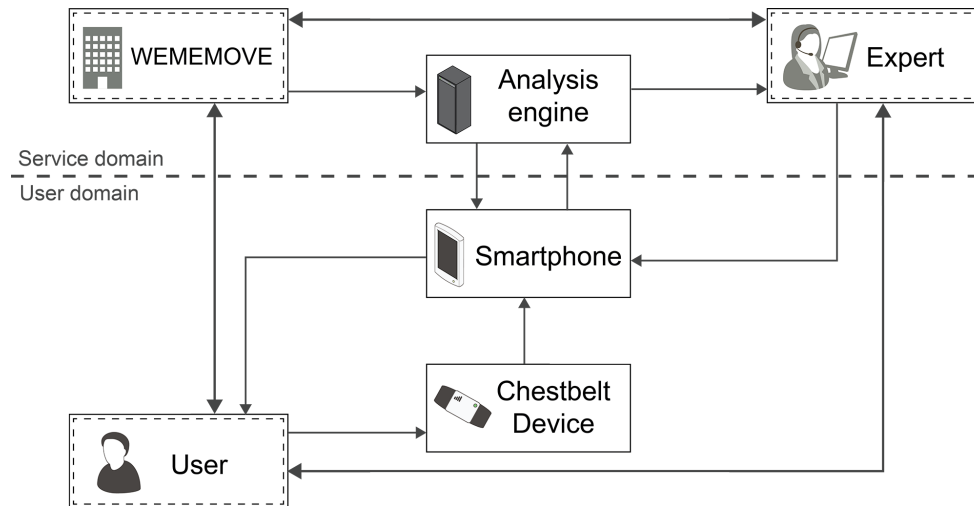 WEMEMOVE
Analysis
engine
Expert
Service domain
User domain
Smartphone
Chestbelt
Device
User